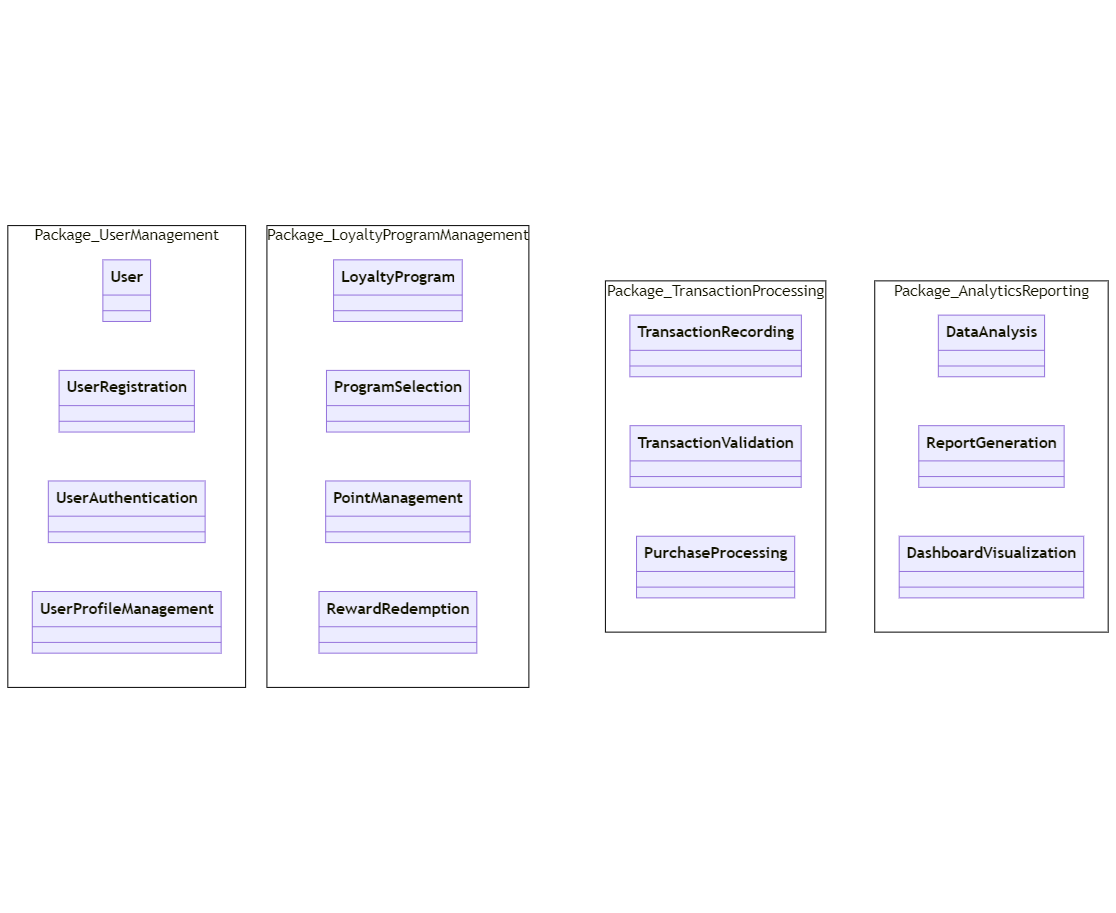 Package_UserManagement
User
UserRegistration
UserAuthentication
UserProfileManagement
Package_LoyaltyProgramManagement
LoyaltyProgram
ProgramSelection
PointManagement
RewardRedemption
Package_TransactionProcessing
TransactionRecording
TransactionValidation
PurchaseProcessing
Package_AnalyticsReporting
DataAnalysis
ReportGeneration
DashboardVisualization